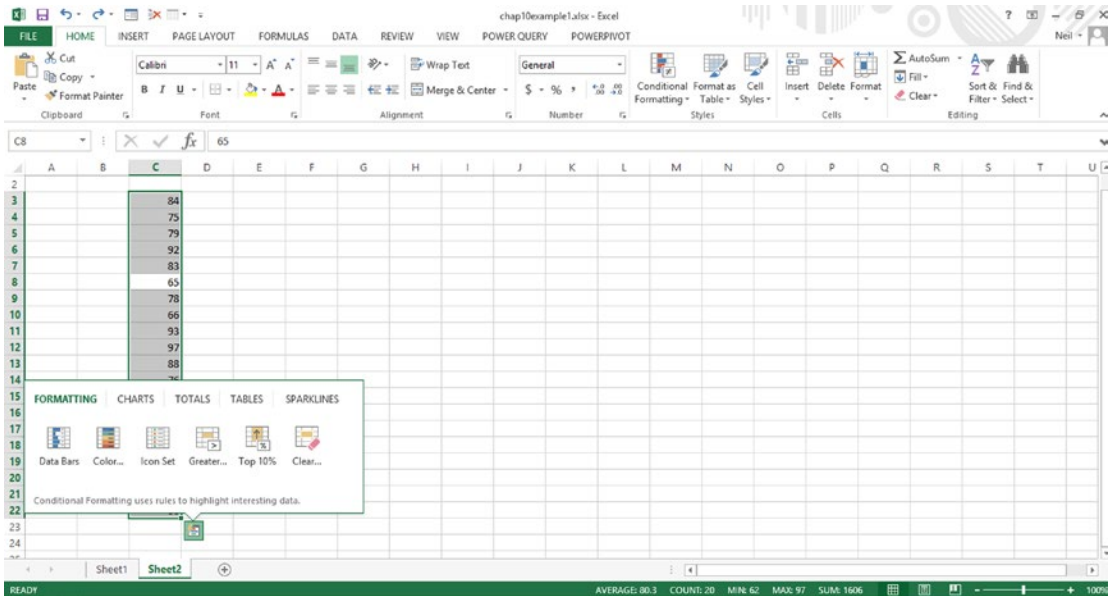 chap10example1.xlsx - Excel
FILE HOME INSERT PAGE LAYOUT FORMULAS DATA REVIEW VIEW POWER QUERY POWERPIVOT Neil
Paste
Cut
Copy
Format Painter
Clipboard
Calibri 11
B I U
Font
Wrap Text
Merge & Center
Alignment
General
$ % ,
Number
Conditional Formatting
Format as Table
Cell Styles
Styles
Insert Delete Format
Cells
AutoSum
Fill
Clear
Sort & Filter
Find & Select
Editing
C8 fx 65
A B C D E F G H I J K L M N O P Q R S T U
2
3 84
4 75
5 79
6 92
7 83
8 65
9 78
10 66
11 93
12 97
13 88
14
15
16
17
18
19
20
21
22
23
24
FORMATTING CHARTS TOTALS TABLES SPARKLINES
Data Bars Color... Icon Set Greater... Top 10% Clear...
Conditional Formatting uses rules to highlight interesting data.
Sheet1 Sheet2
READY AVERAGE: 80.3 COUNT: 20 MIN: 62 MAX: 97 SUM: 1606 100%